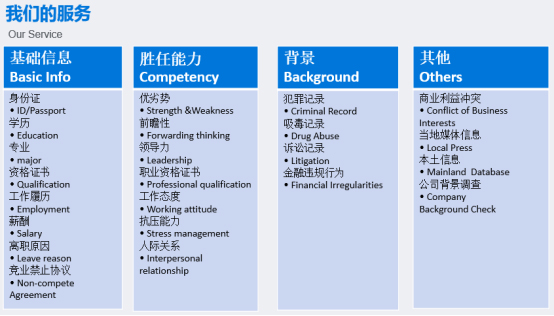 我们的服务
Our Service
基础信息
Basic Info
身份证
• ID/Passport
学历
• Education
专业
• major
资格证书
• Qualification
工作履历
• Employment
薪酬
• Salary
离职原因
• Leave reason
竞业禁止协议
• Non-compete
Agreement
胜任能力
Competency
优劣势
• Strength &Weakness
前瞻性
• Forwarding thinking
领导力
• Leadership
职业资格证书
• Professional qualification
工作态度
• Working attitude
抗压能力
• Stress management
人际关系
• Interpersonal
relationship
背景
Background
犯罪记录
• Criminal Record
吸毒记录
• Drug Abuse
诉讼记录
• Litigation
金融违规行为
• Financial Irregularities
其他
Others
商业利益冲突
• Conflict of Business
Interests
当地媒体信息
• Local Press
本土信息
• Mainland Database
公司背景调查
• Company
Background Check